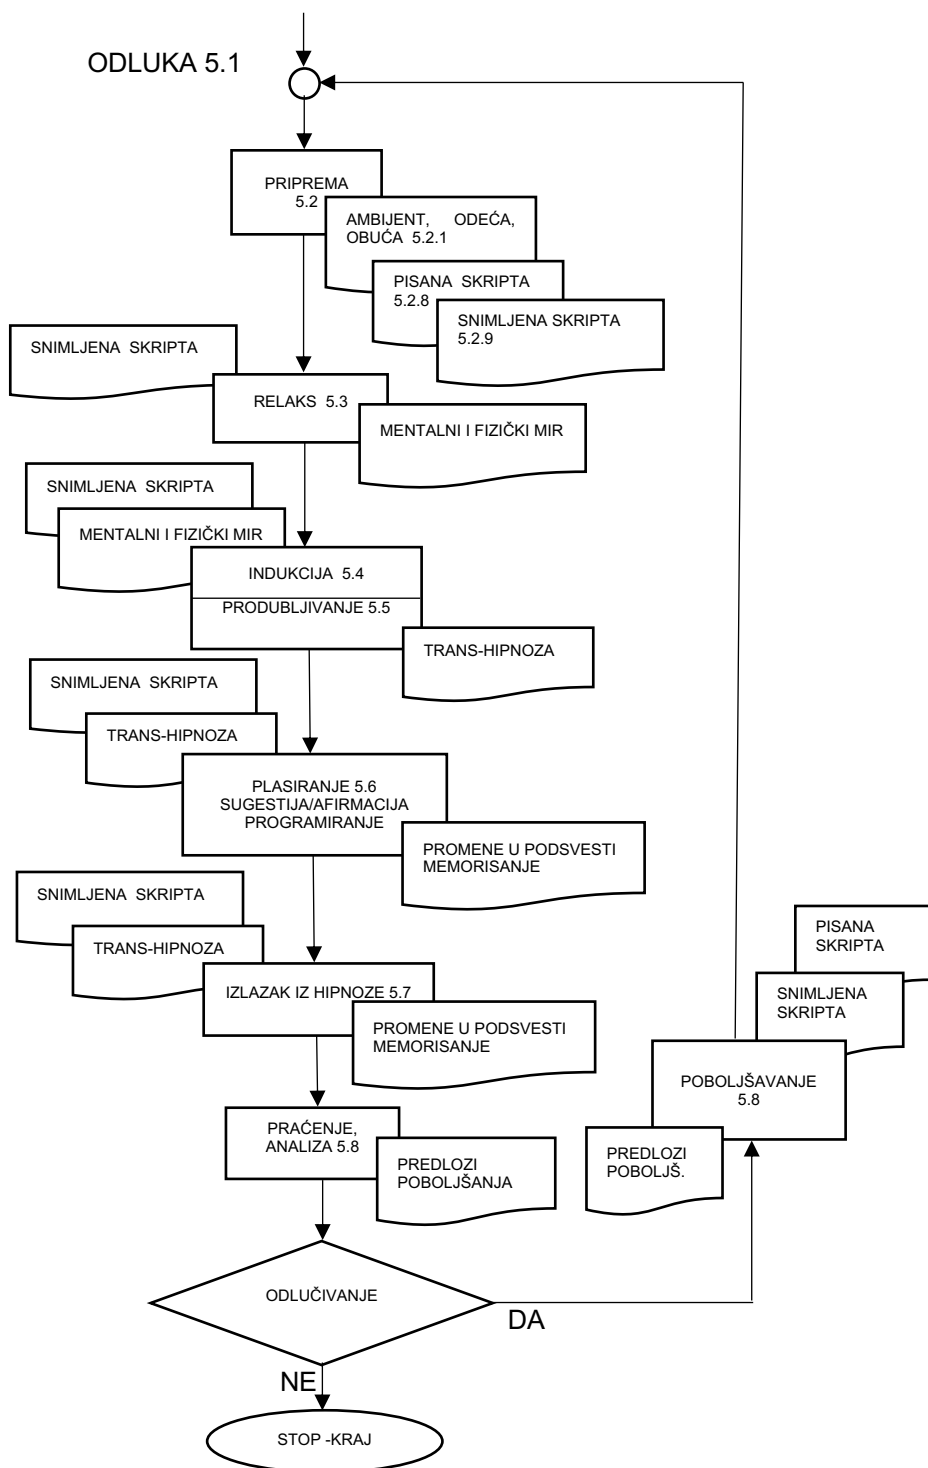 ODLUKA 5.1
PRIPREMA
5.2
AMBIJENT, ODEĆA,
OBUĆA 5.2.1
PISANA SKRIPTA
5.2.8
SNIMLJENA SKRIPTA
5.2.9
SNIMLJENA SKRIPTA
RELAKS 5.3
MENTALNI I FIZIČKI MIR
SNIMLJENA SKRIPTA
MENTALNI I FIZIČKI MIR
INDUKCIJA 5.4
PRODUBLJIVANJE 5.5
TRANS-HIPNOZA
SNIMLJENA SKRIPTA
TRANS-HIPNOZA
PLASIRANJE 5.6
SUGESTIJA/AFIRMACIJA
PROGRAMIRANJE
PROMENE U PODSVESTI
MEMORISANJE
SNIMLJENA SKRIPTA
TRANS-HIPNOZA
IZLAZAK IZ HIPNOZE 5.7
PROMENE U PODSVESTI
MEMORISANJE
PISANA
SKRIPTA
SNIMLJENA
SKRIPTA
POBOLJŠAVANJE
5.8
PREDLOZI
POBOLJŠ.
PRAĆENJE,
ANALIZA 5.8
PREDLOZI
POBOLJŠANJA
ODLUČIVANJE
DA
NE
STOP -KRAJ